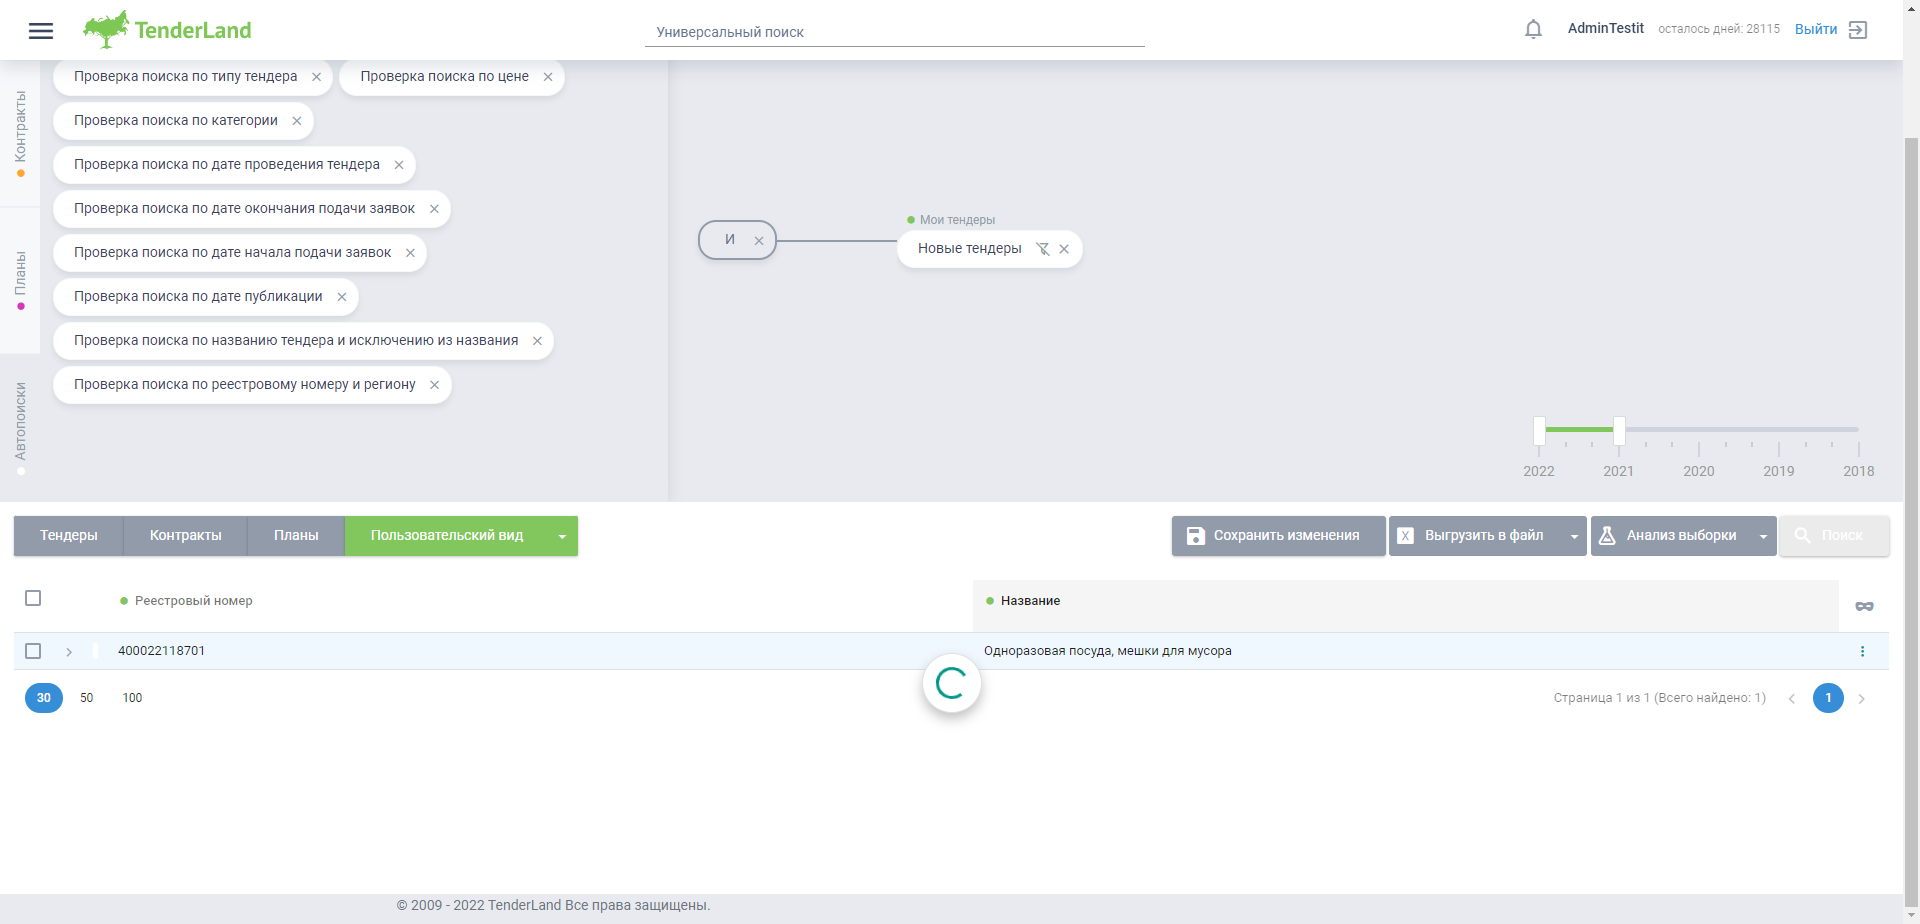 TenderLand
Универсальный поиск
AdminTestit
осталось дней: 28115
Выйти
Контракты
Планы
Автопоиски
Проверка поиска по типу тендера
Проверка поиска по цене
Проверка поиска по категории
Проверка поиска по дате проведения тендера
Проверка поиска по дате окончания подачи заявок
Проверка поиска по дате начала подачи заявок
Проверка поиска по дате публикации
Проверка поиска по названию тендера и исключению из названия
Проверка поиска по реестровому номеру и региону
И
Мои тендеры
Новые тендеры
2022 2021 2020 2019 2018
Тендеры Контракты Планы Пользовательский вид
Сохранить изменения
X Выгрузить в файл
Анализ выборки
Поиск
Реестровый номер
Название
400022118701
Одноразовая посуда, мешки для мусора
30 50 100
Страница 1 из 1 (Всего найдено: 1)
1
© 2009 - 2022 TenderLand Все права защищены.